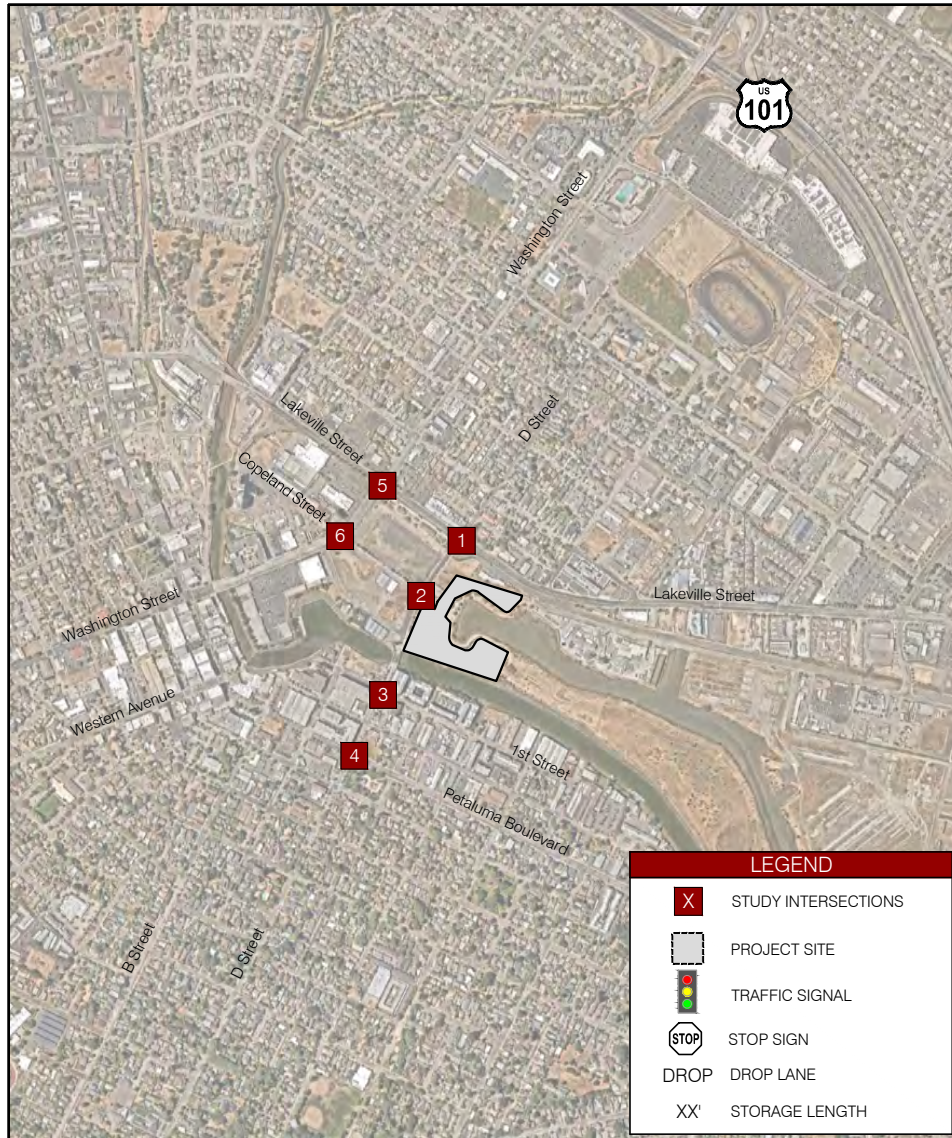 US
101
Washington Street
D Street
Lakeville Street
Copeland Street
5
6
1
2
Lakeville Street
Washington Street
Western Avenue
3
4
1st Street
Petaluma Boulevard
B Street
D Street
LEGEND
X STUDY INTERSECTIONS
PROJECT SITE
TRAFFIC SIGNAL
STOP STOP SIGN
DROP DROP LANE
XX' STORAGE LENGTH